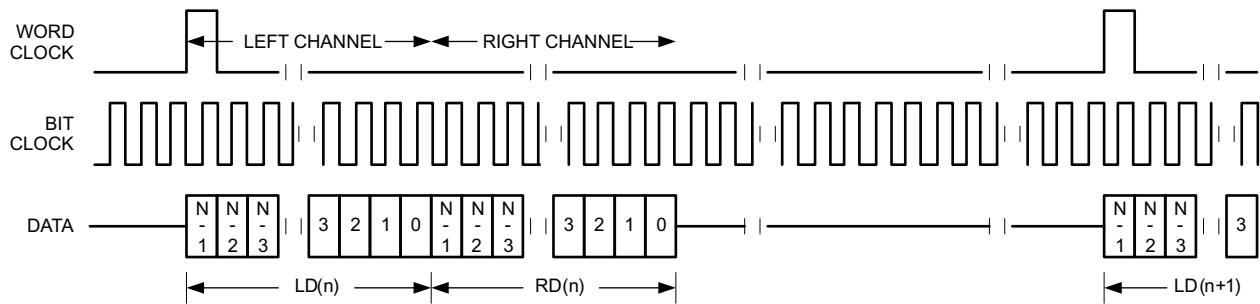 WORD
CLOCK
LEFT CHANNEL
RIGHT CHANNEL
BIT
CLOCK
DATA
N-1 N-2 N-3 3 2 1 0 N-1 N-2 N-3 3 2 1 0 N-1 N-2 N-3 3
LD(n)
RD(n)
LD(n+1)